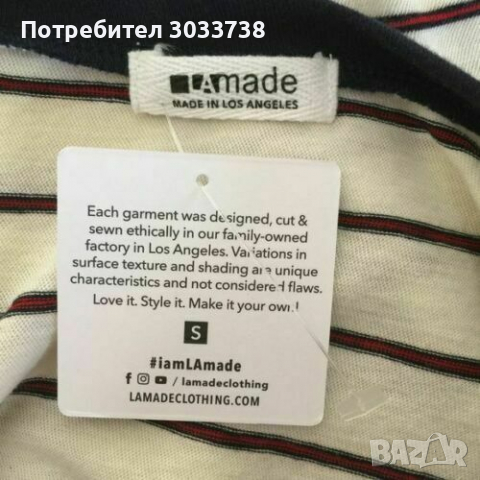 Потребител 3033738
LAmade
MADE IN LOS ANGELES
Each garment was designed, cut &
sewn ethically in our family-owned
factory in Los Angeles. Variations in
surface texture and shading are unique
characteristics and not considered flaws.
Love it. Style it. Make it your own!
S
#iamLAmade
/ lamadeclothing
LAMADECLOTHING.COM
BAZAR